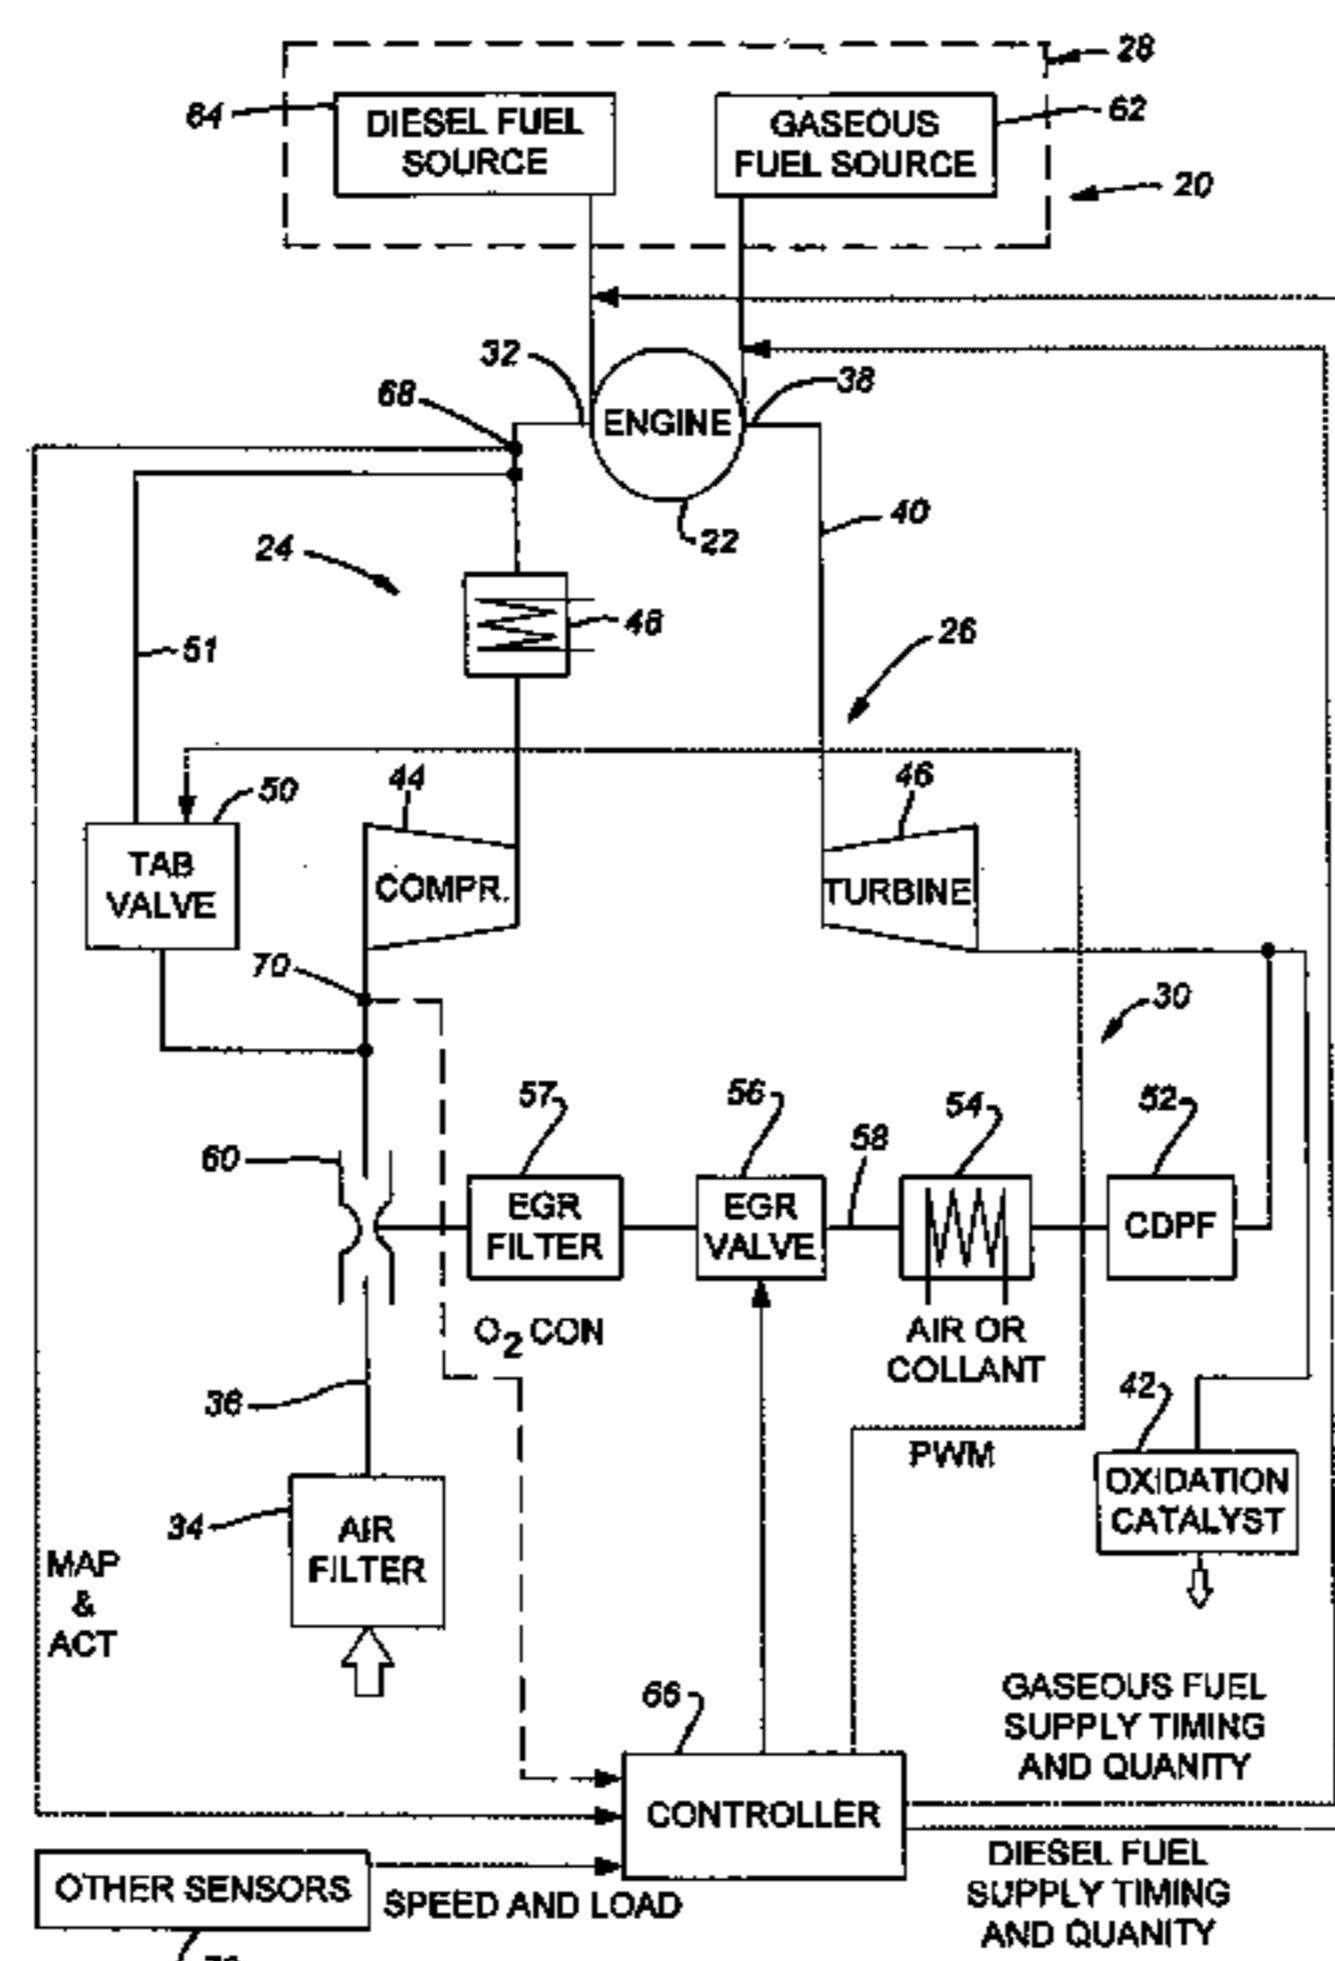 28
64
DIESEL FUEL
SOURCE
GASEOUS
FUEL SOURCE
62
20
32
68
ENGINE
38
22
40
24
48
26
51
50
44
46
TAB
VALVE
COMPR.
TURBINE
70
30
57
56
58
54
52
60
EGR
FILTER
EGR
VALVE
CDPF
O2 CON
AIR OR
COLLANT
36
42
PWM
OXIDATION
CATALYST
34
AIR
FILTER
MAP
&
ACT
66
GASEOUS FUEL
SUPPLY TIMING
AND QUANITY
CONTROLLER
OTHER SENSORS
SPEED AND LOAD
DIESEL FUEL
SUPPLY TIMING
AND QUANITY